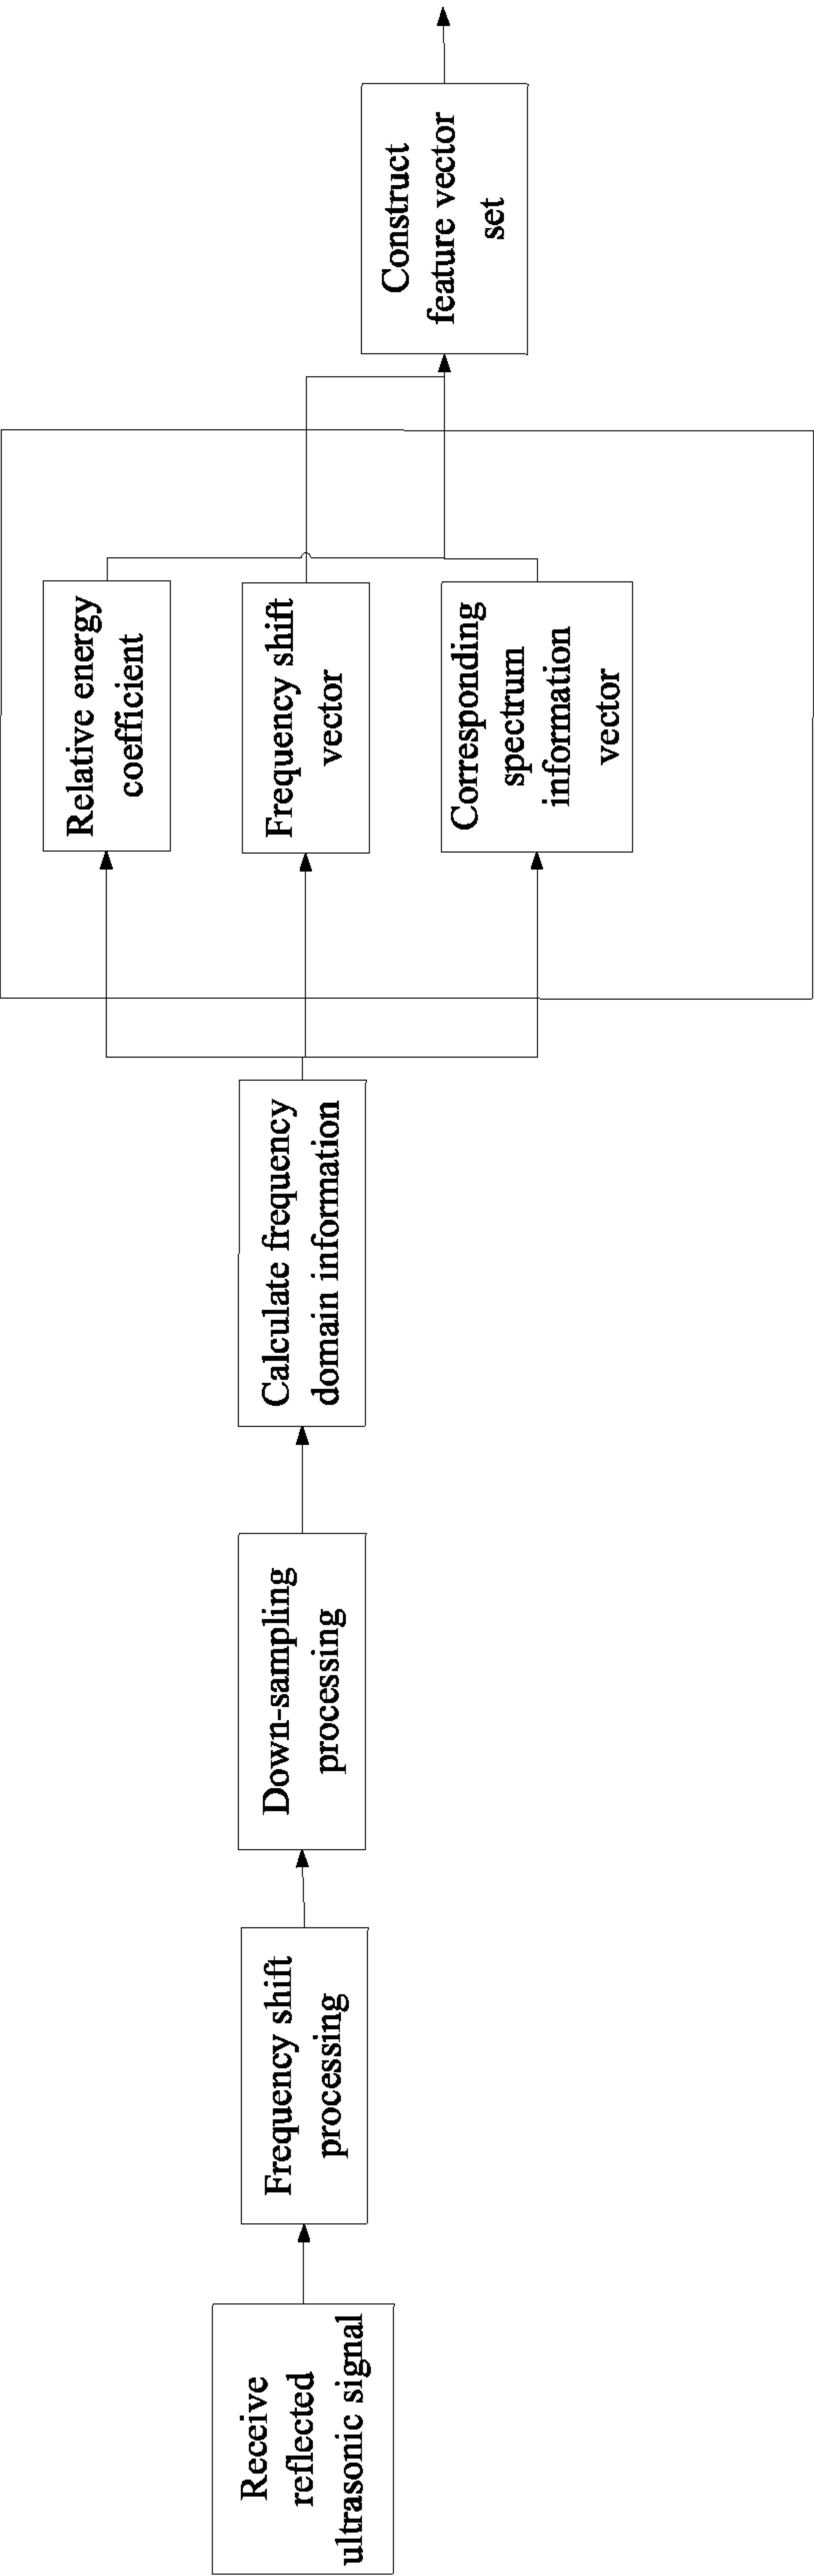 Receive
reflected
ultrasonic signal
Frequency shift
processing
Down-sampling
processing
Calculate frequency
domain information
Relative energy
coefficient
Frequency shift
vector
Corresponding
spectrum
information
vector
Construct
feature vector
set